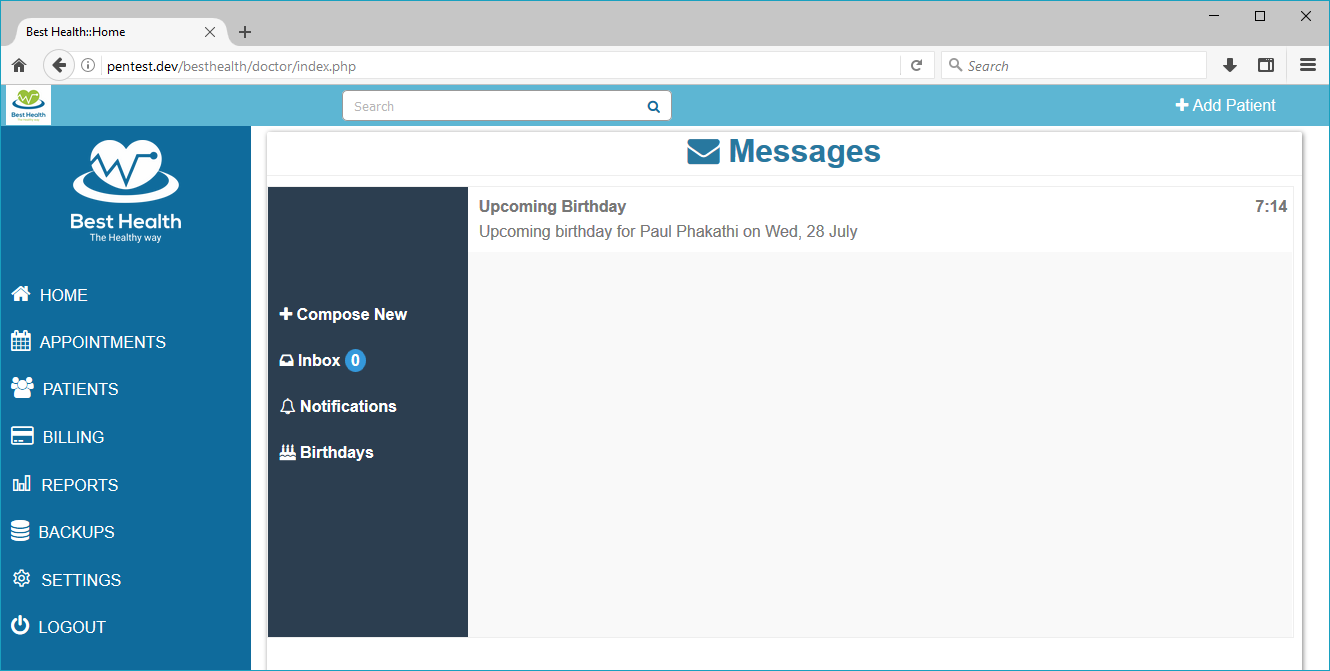 Best Health::Home
pentest.dev/besthealth/doctor/index.php
Search
Best Health
Search
Add Patient
Best Health
The Healthy way
HOME
APPOINTMENTS
PATIENTS
BILLING
REPORTS
BACKUPS
SETTINGS
LOGOUT
Messages
Compose New
Inbox 0
Notifications
Birthdays
Upcoming Birthday 7:14
Upcoming birthday for Paul Phakathi on Wed, 28 July